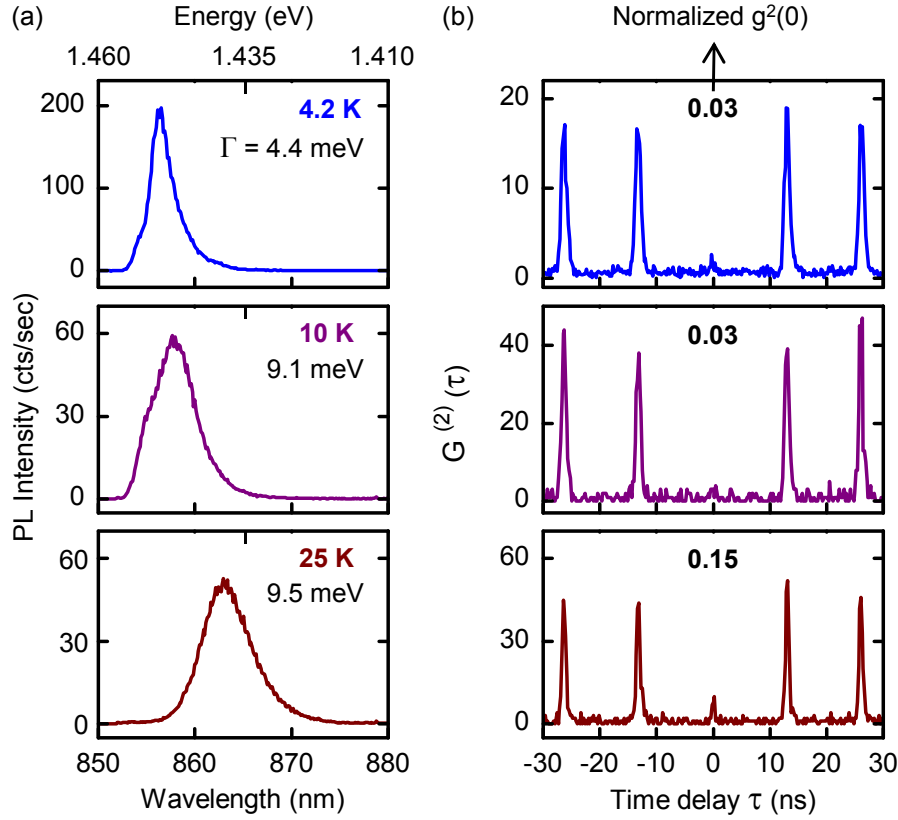 (a)
Energy (eV)
1.460
1.435
1.410
200
100
0
4.2 K
Γ = 4.4 meV
60
30
0
10 K
9.1 meV
60
30
0
25 K
9.5 meV
850
860
870
880
PL Intensity (cts/sec)
Wavelength (nm)
(b)
Normalized g²(0)
20
10
0
0.03
40
20
0
0.03
60
30
0
0.15
-30
-20
-10
0
10
20
30
G⁽²⁾(τ)
Time delay τ (ns)